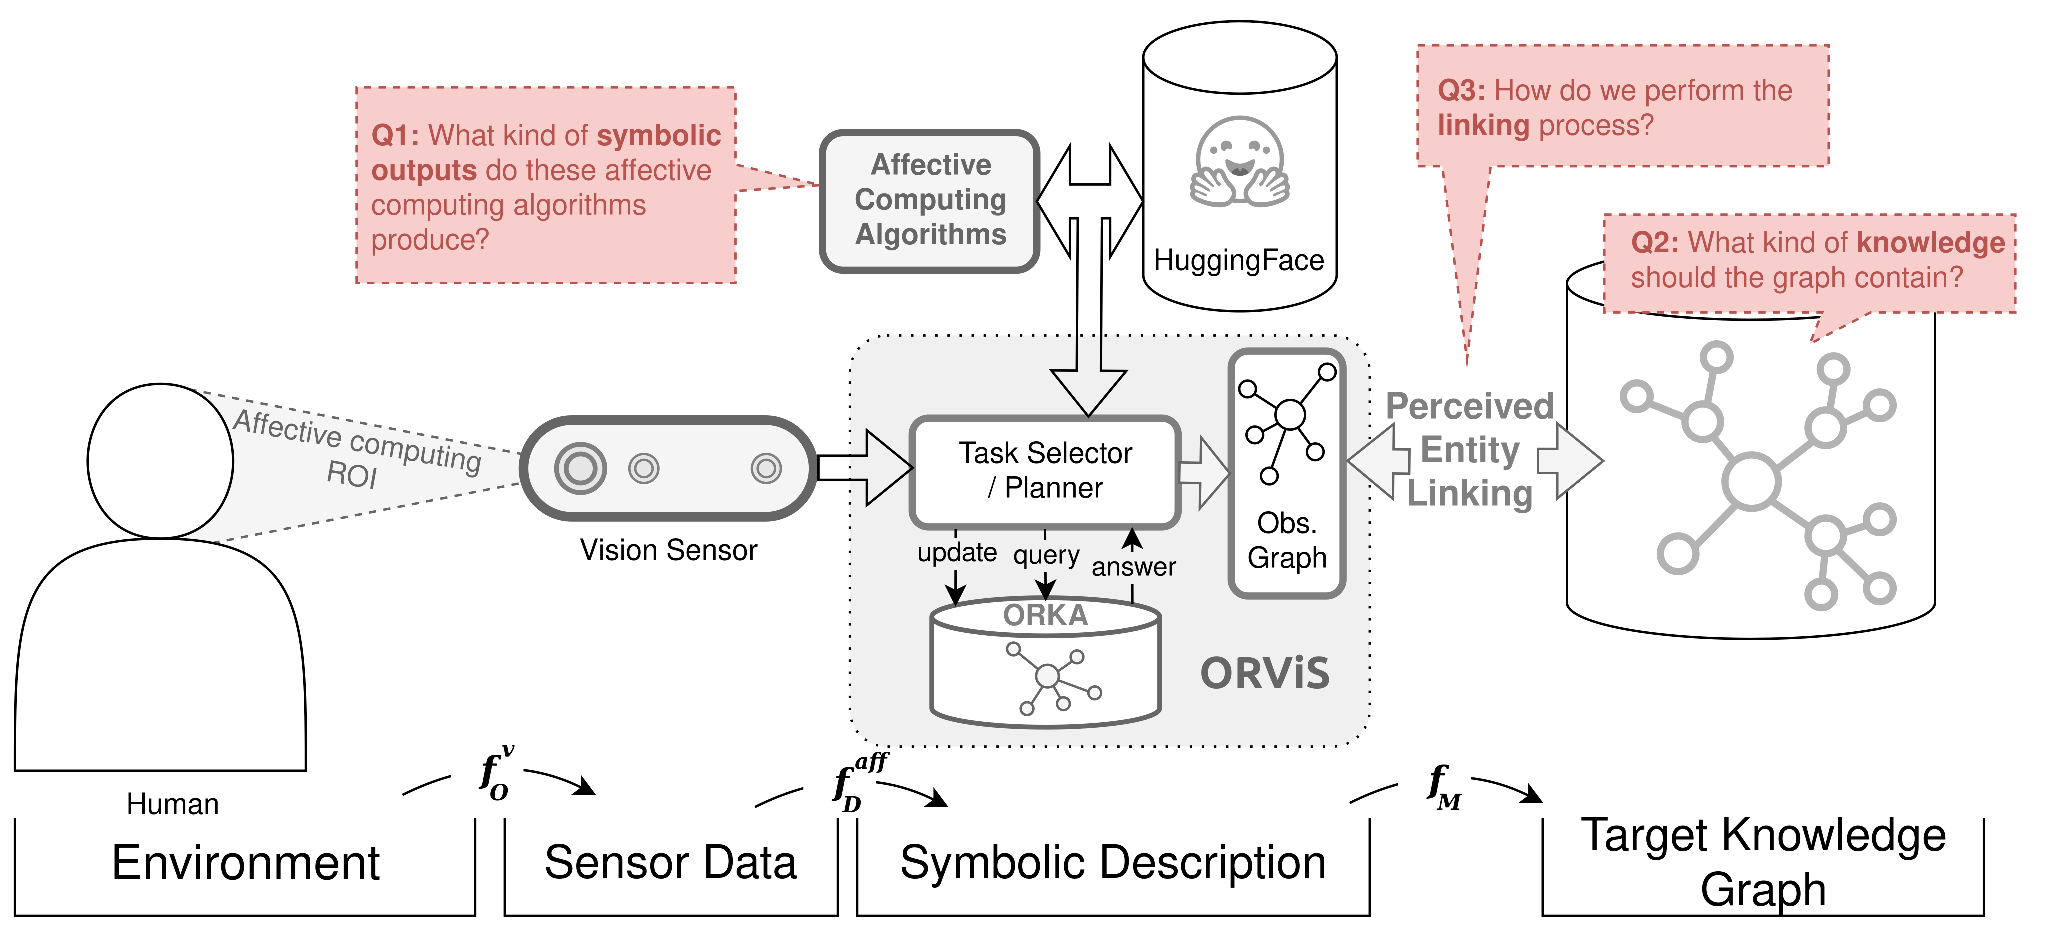 Q1: What kind of symbolic
outputs do these affective
computing algorithms
produce?
Affective
Computing
Algorithms
HuggingFace
Q3: How do we perform the
linking process?
Q2: What kind of knowledge
should the graph contain?
Affective computing
ROI
Vision Sensor
Task Selector
/ Planner
update
query
answer
ORKA
Obs.
Graph
ORViS
Perceived
Entity
Linking
Human
f_O^v
f_D^aff
f_M
Environment
Sensor Data
Symbolic Description
Target Knowledge
Graph